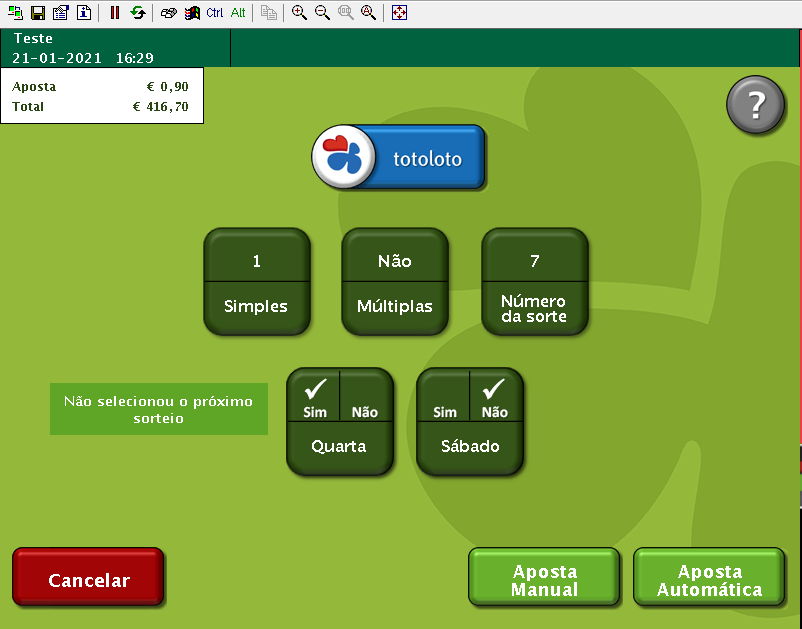 Ctrl Alt
Teste
21-01-2021 16:29
Aposta € 0,90
Total € 416,70
?
totoloto
1
Simples
Não
Múltiplas
7
Número
da sorte
Não selecionou o próximo
sorteio
Sim Não
Quarta
Sim Não
Sábado
Cancelar
Aposta
Manual
Aposta
Automática